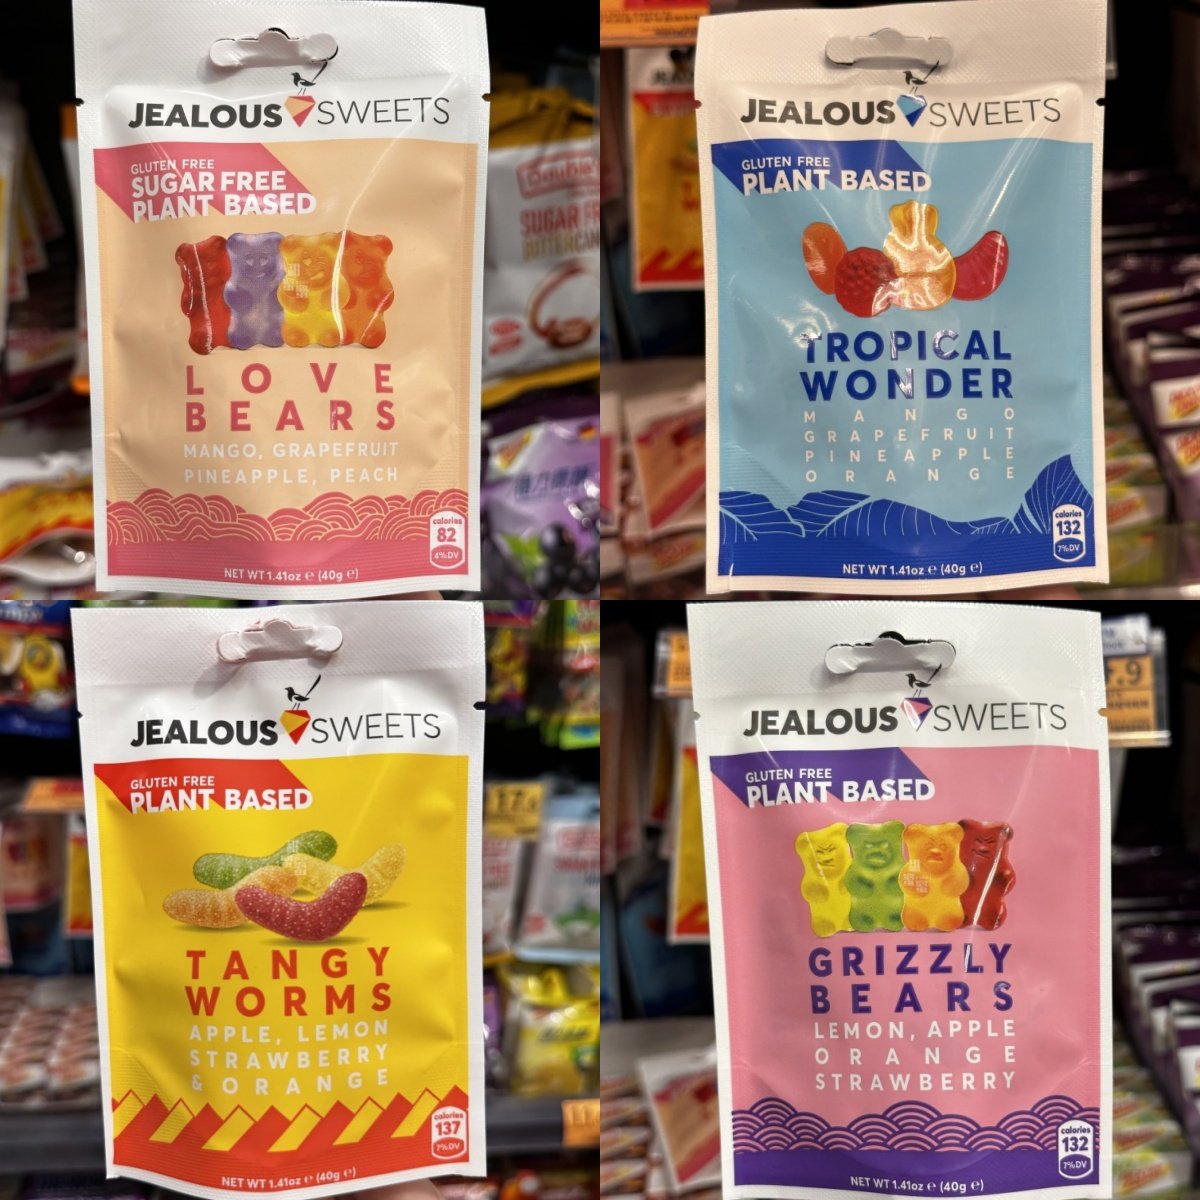 JEALOUS SWEETS
GLUTEN FREE
SUGAR FREE
PLANT BASED
LOVE
BEARS
MANGO, GRAPEFRUIT
PINEAPPLE, PEACH
calories
82
4%DV
NET WT 1.41oz ℮ (40g ℮)
JEALOUS SWEETS
GLUTEN FREE
PLANT BASED
TROPICAL
WONDER
MANGO
GRAPEFRUIT
PINEAPPLE
ORANGE
calories
132
7%DV
NET WT 1.41oz ℮ (40g ℮)
JEALOUS SWEETS
GLUTEN FREE
PLANT BASED
TANGY
WORMS
APPLE, LEMON
STRAWBERRY
& ORANGE
calories
137
7%DV
NET WT 1.41oz ℮ (40g ℮)
JEALOUS SWEETS
GLUTEN FREE
PLANT BASED
GRIZZLY
BEARS
LEMON, APPLE
ORANGE
STRAWBERRY
calories
132
7%DV
NET WT 1.41oz ℮ (40g ℮)